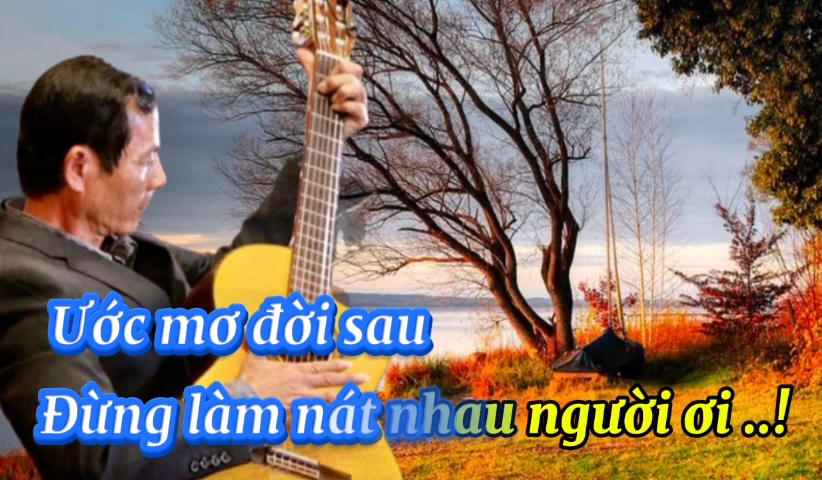 Ước mơ đời sau
Đừng làm nát nhau người ơi ..!